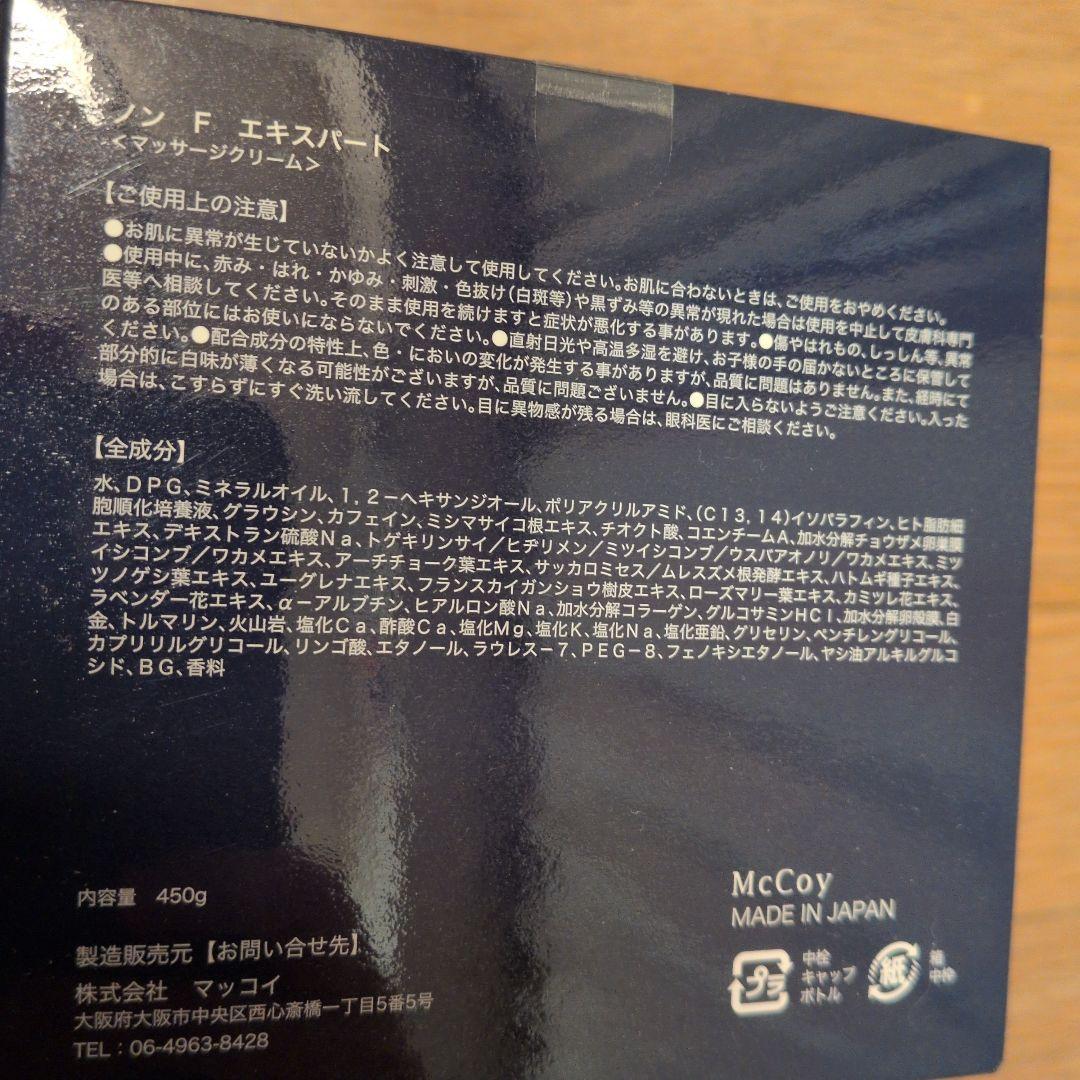 ノン F エキスパート
<マッサージクリーム>
【ご使用上の注意】
●お肌に異常が生じていないかよく注意して使用してください。お肌に合わないときは、ご使用をおやめください。
●使用中に、赤み・はれ・かゆみ・刺激・色抜け(白斑等)や黒ずみ等の異常が現れた場合は使用を中止して皮膚科専門
医等へ相談してください。そのまま使用を続けますと症状が悪化する事があります。●傷やはれもの、しっしん等、異常
のある部位にはお使いにならないでください。●直射日光や高温多湿を避け、お子様の手の届かないところに保管して
ください。●配合成分の特性上、色・においの変化が発生する事がありますが、品質に問題はありません。また、経時にて
部分的に白味が薄くなる可能性がございますが、品質に問題ございません。●目に入らないようご注意ください。入った
場合は、こすらずにすぐ洗い流してください。目に異物感が残る場合は、眼科医にご相談ください。
【全成分】
水、DPG、ミネラルオイル、1,2-ヘキサンジオール、ポリアクリルアミド、(C13,14)イソパラフィン、ヒト脂肪細
胞順化培養液、グラウシン、カフェイン、ミシマサイコ根エキス、チオクト酸、コエンチームA、加水分解チョウザメ卵巣膜
エキス、デキストラン硫酸Na、トゲキリンサイ/ヒヂリメン/ミツイシコンブ/ウスバアオノリ/ワカメエキス、ミツ
イシコンブ/ワカメエキス、アーチチョーク葉エキス、サッカロミセス/ムレスズメ根発酵エキス、ハトムギ種子エキス、
ツノゲシ葉エキス、ユーグレナエキス、フランスカイガンショウ樹皮エキス、ローズマリー葉エキス、カミツレ花エキス、
ラベンダー花エキス、α-アルブチン、ヒアルロン酸Na、加水分解コラーゲン、グルコサミンHCl、加水分解卵殻膜、白
金、トルマリン、火山岩、塩化Ca、酢酸Ca、塩化Mg、塩化K、塩化Na、塩化亜鉛、グリセリン、ペンチレングリコール、
カプリリルグリコール、リンゴ酸、エタノール、ラウレス-7、PEG-8、フェノキシエタノール、ヤシ油アルキルグルコ
シド、BG、香料
内容量 450g
製造販売元【お問い合せ先】
株式会社 マッコイ
大阪府大阪市中央区西心斎橋一丁目5番5号
TEL:06-4963-8428
McCoy
MADE IN JAPAN
プラ
中栓
キャップ
ボトル
紙
箱
中栓